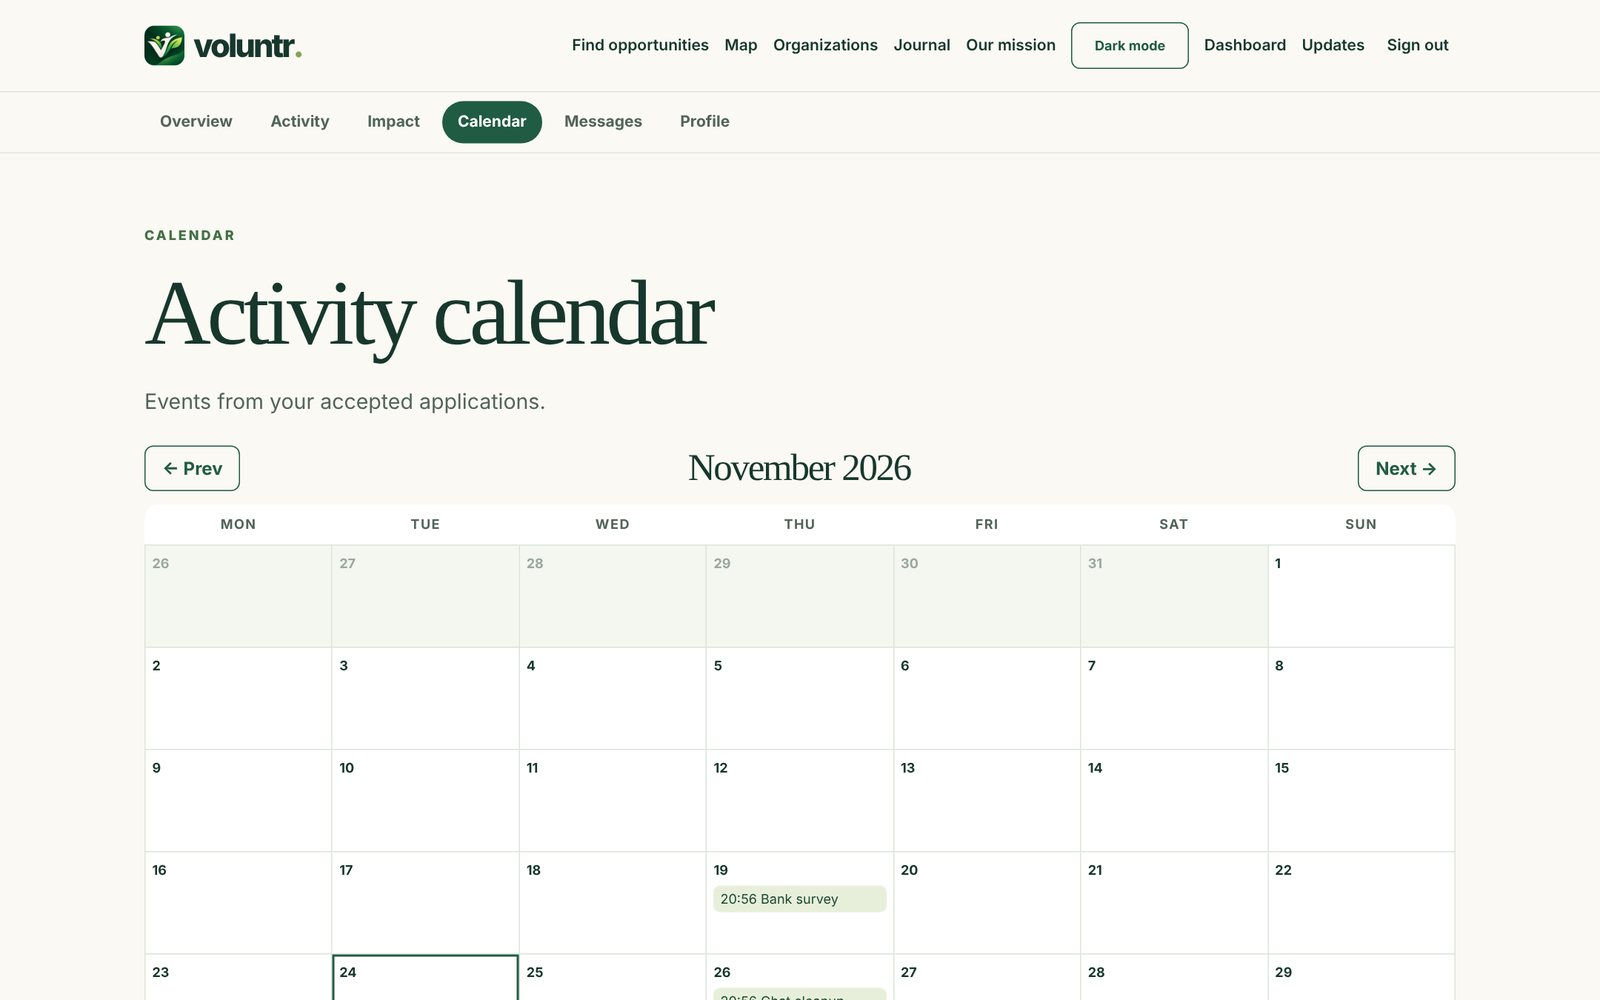 voluntr.
Find opportunities Map Organizations Journal Our mission Dark mode Dashboard Updates Sign out
Overview Activity Impact Calendar Messages Profile
CALENDAR
Activity calendar
Events from your accepted applications.
← Prev November 2026 Next →
MON TUE WED THU FRI SAT SUN
26 27 28 29 30 31 1
2 3 4 5 6 7 8
9 10 11 12 13 14 15
16 17 18 19 20 21 22
20:56 Bank survey
23 24 25 26 27 28 29